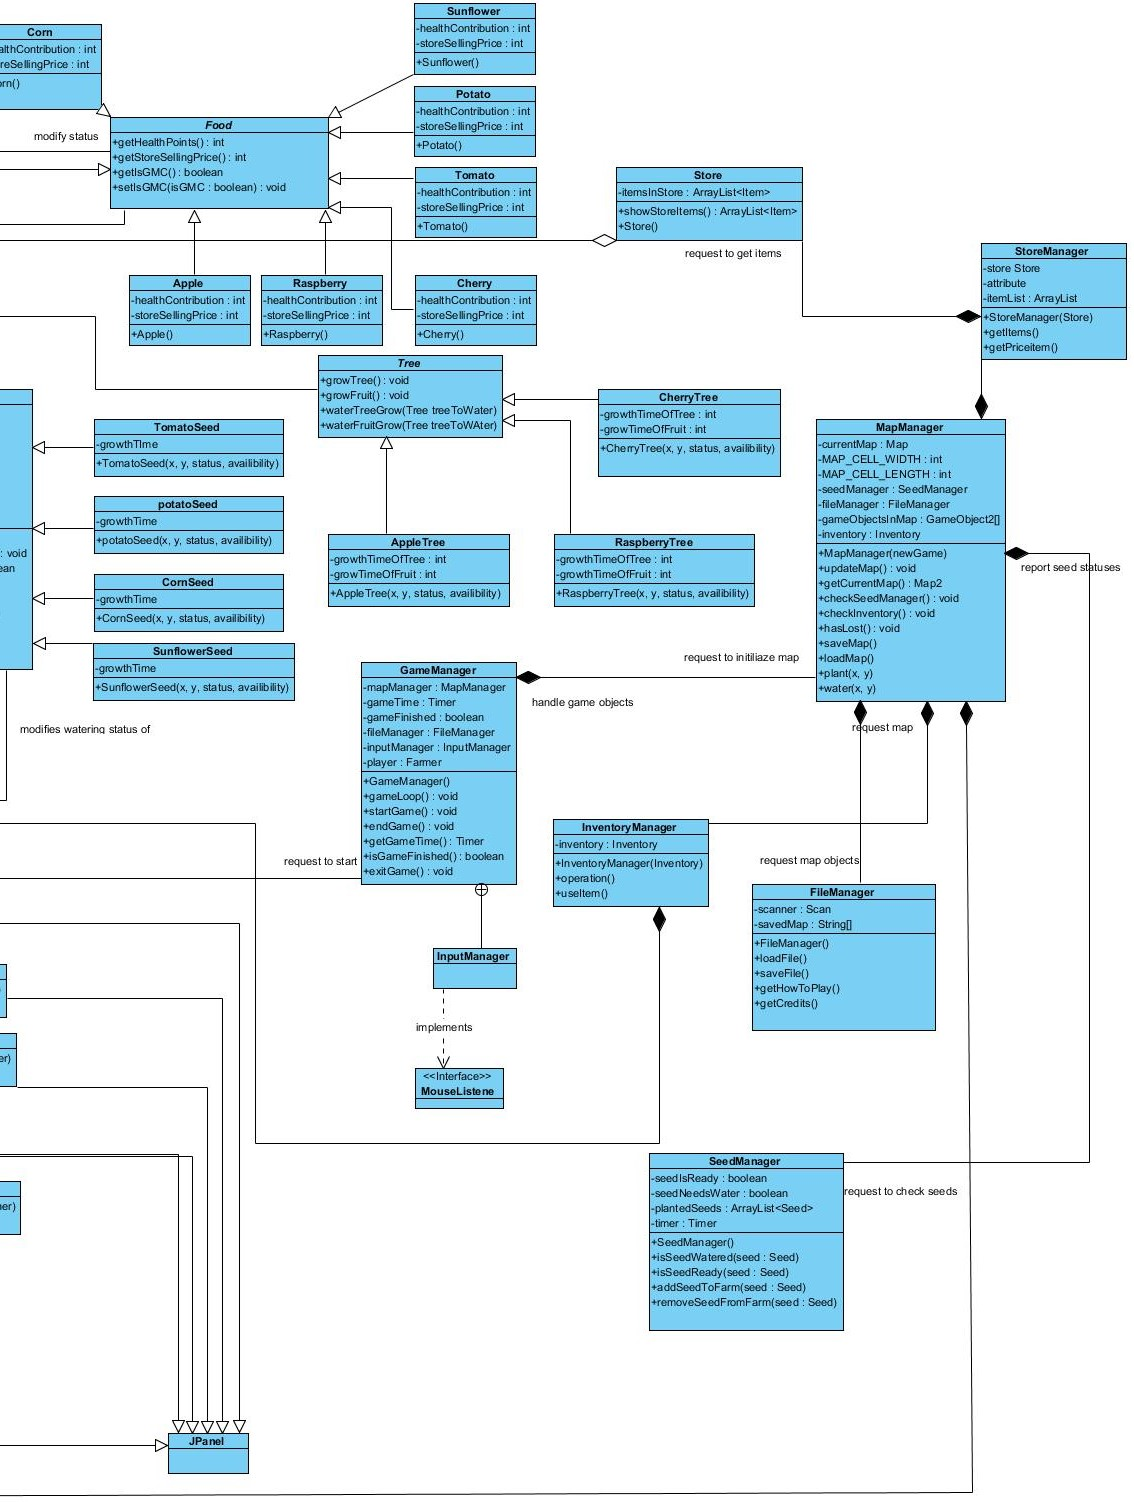 Corn
althContribution : int
reSellingPrice : int
orn()
Sunflower
-healthContribution : int
-storeSellingPrice : int
+Sunflower()
Potato
-healthContribution : int
-storeSellingPrice : int
+Potato()
Food
+getHealthPoints() : int
+getStoreSellingPrice() : int
+getIsGMC() : boolean
+setIsGMC(isGMC : boolean) : void
modify status
Tomato
-healthContribution : int
-storeSellingPrice : int
+Tomato()
Store
-itemsInStore : ArrayList<Item>
+showStoreItems() : ArrayList<Item>
+Store()
request to get items
StoreManager
-store Store
-attribute
-itemList : ArrayList
+StoreManager(Store)
+getItems()
+getPriceitem()
Apple
-healthContribution : int
-storeSellingPrice : int
+Apple()
Raspberry
-healthContribution : int
-storeSellingPrice : int
+Raspberry()
Cherry
-healthContribution : int
-storeSellingPrice : int
+Cherry()
Tree
+growTree() : void
+growFruit() : void
+waterTreeGrow(Tree treeToWater)
+waterFruitGrow(Tree treeToWAter)
CherryTree
-growthTimeOfTree : int
-growTimeOfFruit : int
+CherryTree(x, y, status, availibility)
TomatoSeed
-growthTIme
+TomatoSeed(x, y, status, availibility)
potatoSeed
-growthTime
+potatoSeed(x, y, status, availibility)
: void
ean
CornSeed
-growthTime
+CornSeed(x, y, status, availibility)
SunflowerSeed
-growthTime
+SunflowerSeed(x, y, status, availibility)
AppleTree
-growthTimeOfTree : int
-growTimeOfFruit : int
+AppleTree(x, y, status, availibility)
RaspberryTree
-growthTimeOfTree : int
-growthTimeOfFruit : int
+RaspberryTree(x, y, status, availibility)
MapManager
-currentMap : Map
-MAP_CELL_WIDTH : int
-MAP_CELL_LENGTH : int
-seedManager : SeedManager
-fileManager : FileManager
-gameObjectsInMap : GameObject2[]
-inventory : Inventory
+MapManager(newGame)
+updateMap() : void
+getCurrentMap() : Map2
+checkSeedManager() : void
+checkInventory() : void
+hasLost() : void
+saveMap()
+loadMap()
+plant(x, y)
+water(x, y)
report seed statuses
request to initiliaze map
handle game objects
request map
modifies watering status of
GameManager
-mapManager : MapManager
-gameTime : Timer
-gameFinished : boolean
-fileManager : FileManager
-inputManager : InputManager
-player : Farmer
+GameManager()
+gameLoop() : void
+startGame() : void
+endGame() : void
+getGameTime() : Timer
+isGameFinished() : boolean
+exitGame() : void
request to start
InventoryManager
-inventory : Inventory
+InventoryManager(Inventory)
+operation()
+useItem()
request map objects
FileManager
-scanner : Scan
-savedMap : String[]
+FileManager()
+loadFile()
+saveFile()
+getHowToPlay()
+getCredits()
InputManager
implements
<<Interface>>
MouseListene
er)
ner)
SeedManager
-seedIsReady : boolean
-seedNeedsWater : boolean
-plantedSeeds : ArrayList<Seed>
-timer : Timer
+SeedManager()
+isSeedWatered(seed : Seed)
+isSeedReady(seed : Seed)
+addSeedToFarm(seed : Seed)
+removeSeedFromFarm(seed : Seed)
request to check seeds
JPanel